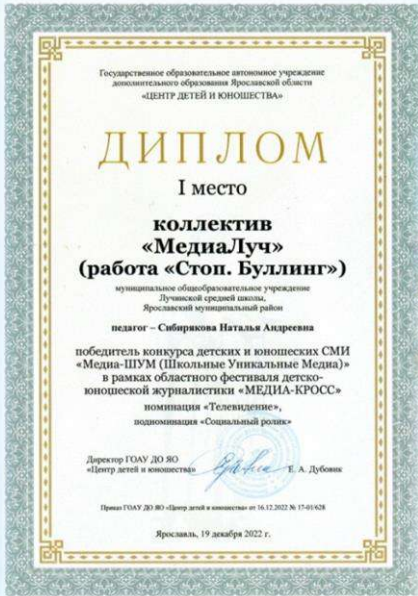 Государственное образовательное автономное учреждение
дополнительного образования Ярославской области
«ЦЕНТР ДЕТЕЙ И ЮНОШЕСТВА»
ДИПЛОМ
I место
коллектив
«МедиаЛуч»
(работа «Стоп. Буллинг»)
муниципальное общеобразовательное учреждение
Лучинской средней школы,
Ярославский муниципальный район
педагог – Сибирякова Наталья Андреевна
победитель конкурса детских и юношеских СМИ
«Медиа-ШУМ (Школьные Уникальные Медиа)»
в рамках областного фестиваля детско-
юношеской журналистики «МЕДИА-КРОСС»
номинация «Телевидение»,
подноминация «Социальный ролик»
Директор ГОАУ ДО ЯО
«Центр детей и юношества»
Е. А. Дубовик
Приказ ГОАУ ДО ЯО «Центр детей и юношества» от 16.12.2022 № 17-01/628
Ярославль, 19 декабря 2022 г.